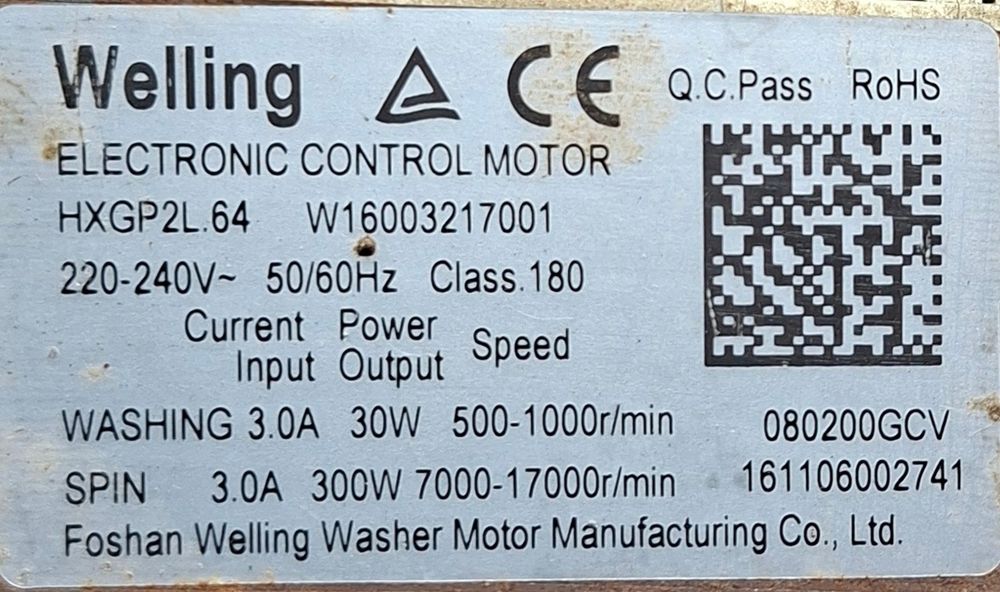 Welling CE Q.C.Pass RoHS
ELECTRONIC CONTROL MOTOR
HXGP2L.64 W16003217001
220-240V~ 50/60Hz Class.180
Current Power Speed
Input Output
WASHING 3.0A 30W 500-1000r/min 080200GCV
SPIN 3.0A 300W 7000-17000r/min 161106002741
Foshan Welling Washer Motor Manufacturing Co., Ltd.